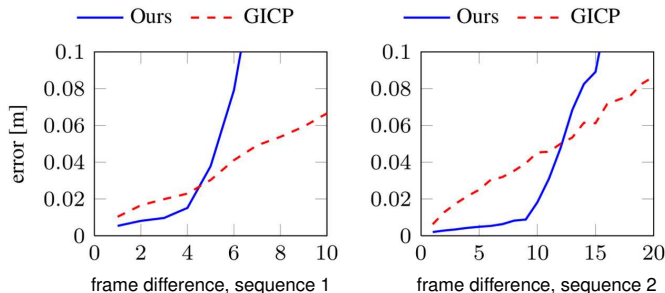 Ours GICP
Ours GICP
error [m]
0.1
0.08
0.06
0.04
0.02
0
0 2 4 6 8 10
frame difference, sequence 1
0.1
0.08
0.06
0.04
0.02
0
0 5 10 15 20
frame difference, sequence 2